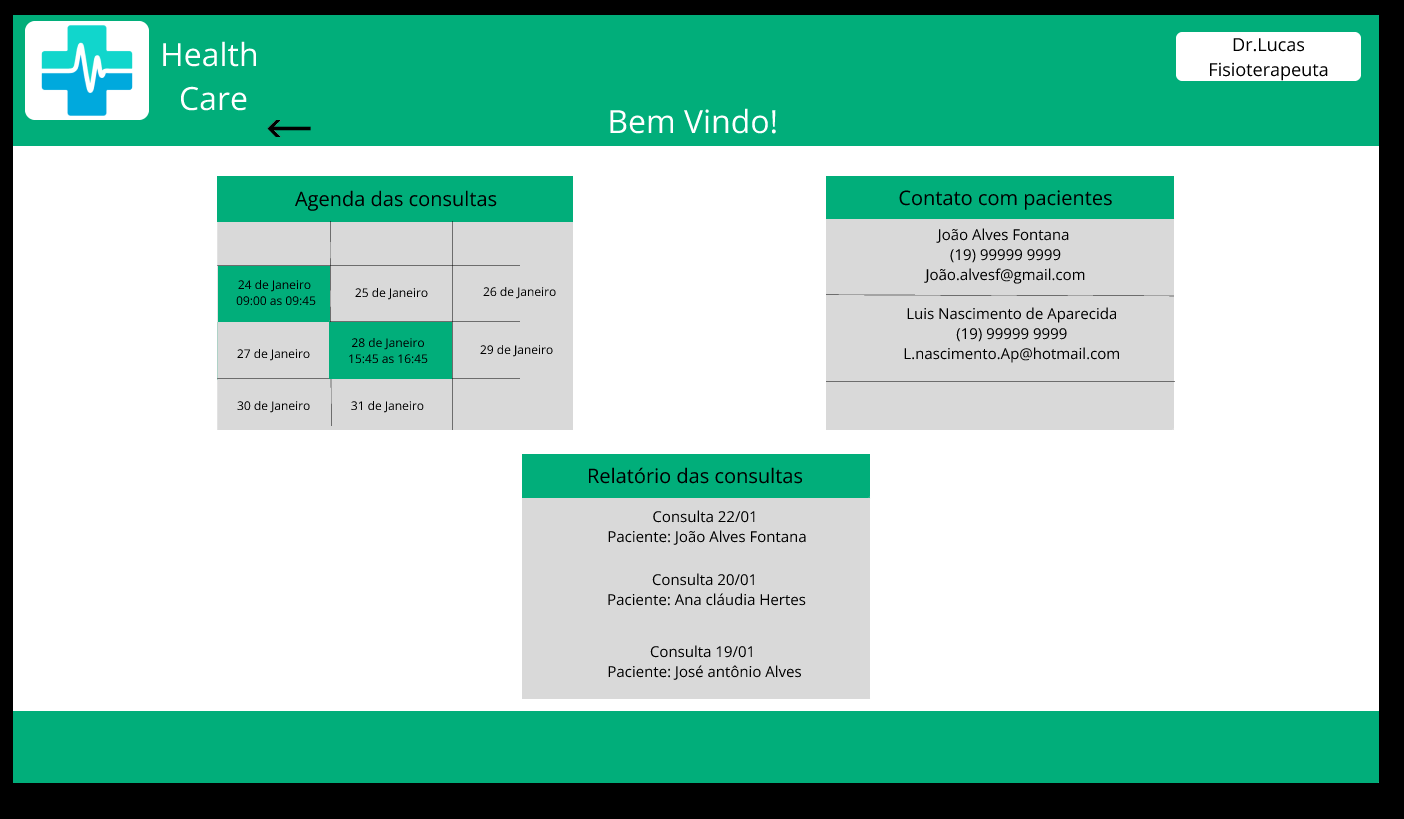 Health
Care
Dr.Lucas
Fisioterapeuta
Bem Vindo!
Agenda das consultas
24 de Janeiro
09:00 as 09:45
25 de Janeiro
26 de Janeiro
27 de Janeiro
28 de Janeiro
15:45 as 16:45
29 de Janeiro
30 de Janeiro
31 de Janeiro
Contato com pacientes
João Alves Fontana
(19) 99999 9999
João.alvesf@gmail.com
Luis Nascimento de Aparecida
(19) 99999 9999
L.nascimento.Ap@hotmail.com
Relatório das consultas
Consulta 22/01
Paciente: João Alves Fontana
Consulta 20/01
Paciente: Ana cláudia Hertes
Consulta 19/01
Paciente: José antônio Alves